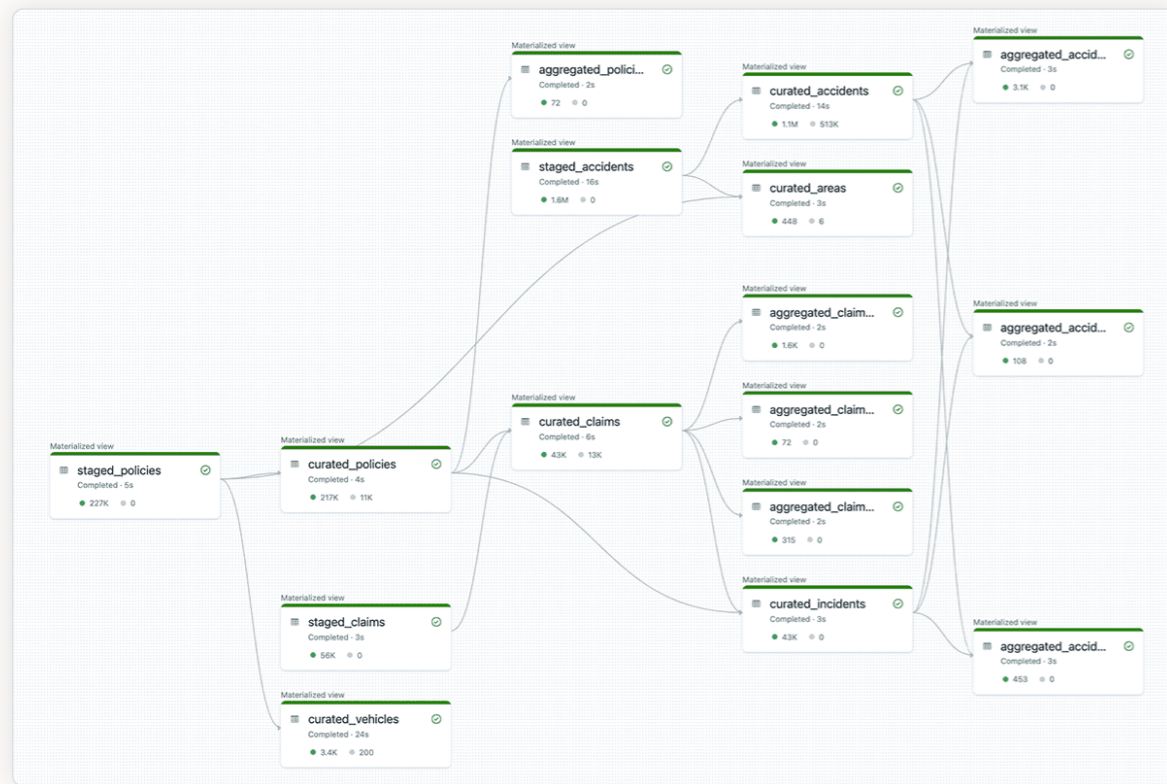 Materialized view
staged_policies
Completed · 5s
227K 0
Materialized view
curated_policies
Completed · 4s
217K 11K
Materialized view
staged_claims
Completed · 3s
56K 0
Materialized view
curated_vehicles
Completed · 24s
3.4K 200
Materialized view
aggregated_polici...
Completed · 2s
72 0
Materialized view
staged_accidents
Completed · 16s
1.6M 0
Materialized view
curated_claims
Completed · 6s
43K 13K
Materialized view
curated_accidents
Completed · 14s
1.1M 513K
Materialized view
curated_areas
Completed · 3s
448 6
Materialized view
aggregated_claim...
Completed · 2s
1.6K 0
Materialized view
aggregated_claim...
Completed · 2s
72 0
Materialized view
aggregated_claim...
Completed · 2s
315 0
Materialized view
curated_incidents
Completed · 3s
43K 0
Materialized view
aggregated_accid...
Completed · 3s
3.1K 0
Materialized view
aggregated_accid...
Completed · 2s
108 0
Materialized view
aggregated_accid...
Completed · 3s
453 0